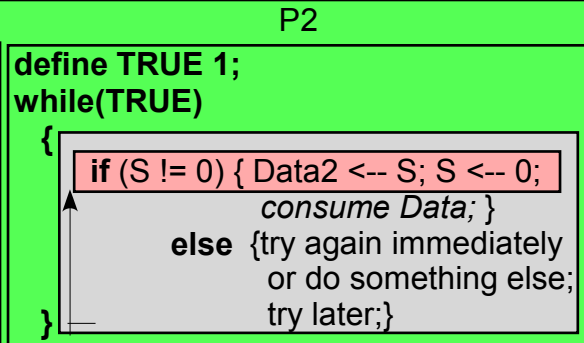 P2
define TRUE 1;
while(TRUE)
{
if (S != 0) { Data2 <-- S; S <-- 0;
consume Data; }
else {try again immediately
or do something else;
try later;}
}